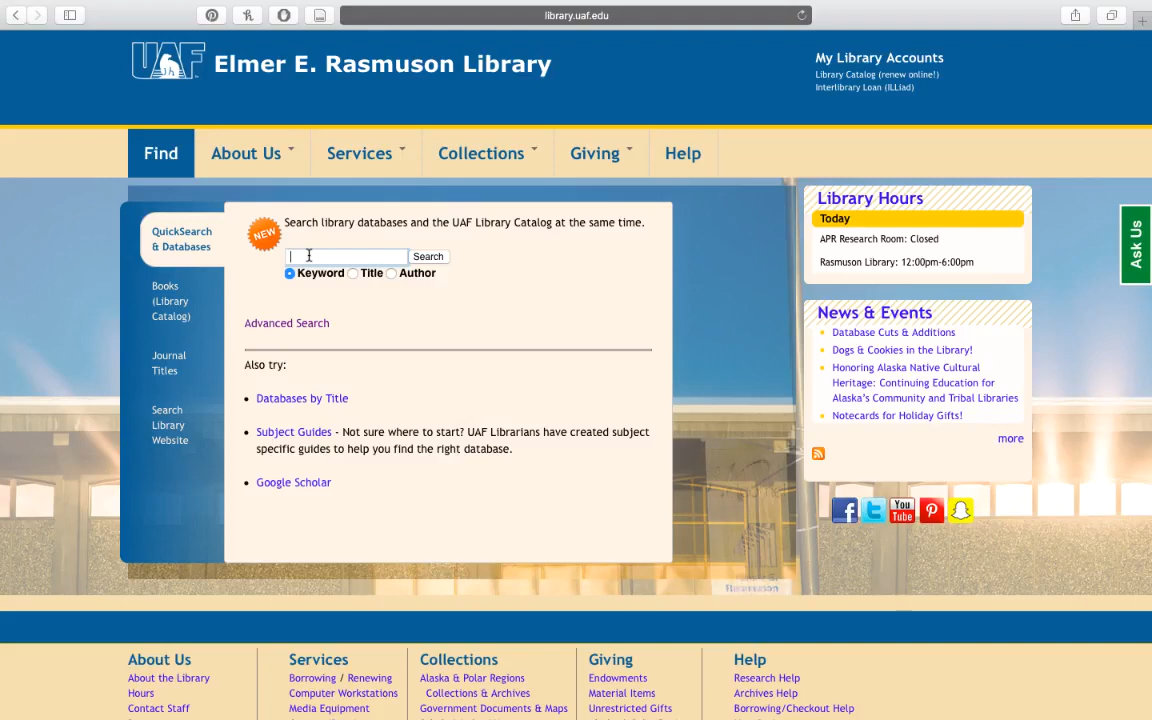 library.uaf.edu
UAF Elmer E. Rasmuson Library
My Library Accounts
Library Catalog (renew online!)
Interlibrary Loan (ILLiad)
Find About Us Services Collections Giving Help
QuickSearch
& Databases
Books
(Library
Catalog)
Journal
Titles
Search
Library
Website
NEW
Search library databases and the UAF Library Catalog at the same time.
Search
Keyword Title Author
Advanced Search
Also try:
Databases by Title
Subject Guides - Not sure where to start? UAF Librarians have created subject
specific guides to help you find the right database.
Google Scholar
Library Hours
Today
APR Research Room: Closed
Rasmuson Library: 12:00pm-6:00pm
News & Events
Database Cuts & Additions
Dogs & Cookies in the Library!
Honoring Alaska Native Cultural
Heritage: Continuing Education for
Alaska's Community and Tribal Libraries
Notecards for Holiday Gifts!
more
You
Tube
Ask Us
Rasmuson
About Us
About the Library
Hours
Contact Staff
Services
Borrowing / Renewing
Computer Workstations
Media Equipment
Collections
Alaska & Polar Regions
Collections & Archives
Government Documents & Maps
Giving
Endowments
Material Items
Unrestricted Gifts
Help
Research Help
Archives Help
Borrowing/Checkout Help